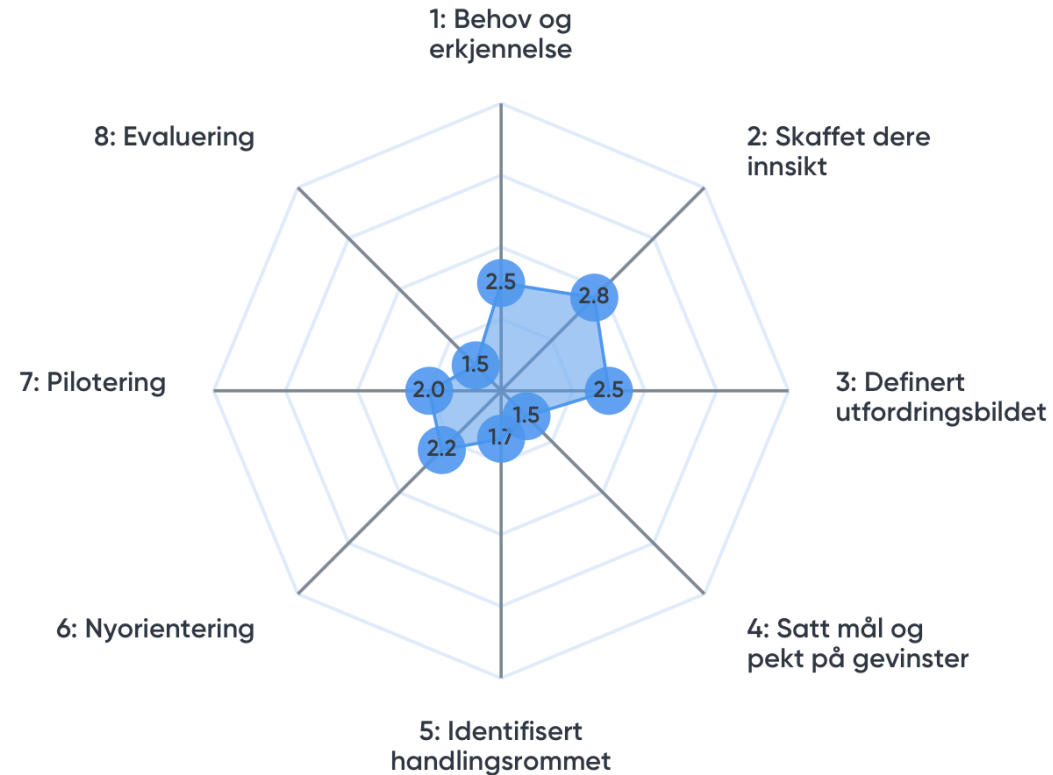 1: Behov og
erkjennelse
8: Evaluering
2: Skaffet dere
innsikt
2.5
2.8
1.5
7: Pilotering
2.0
2.5
3: Definert
utfordringsbildet
1.5
1.7
2.2
6: Nyorientering
4: Satt mål og
pekt på gevinster
5: Identifisert
handlingsrommet